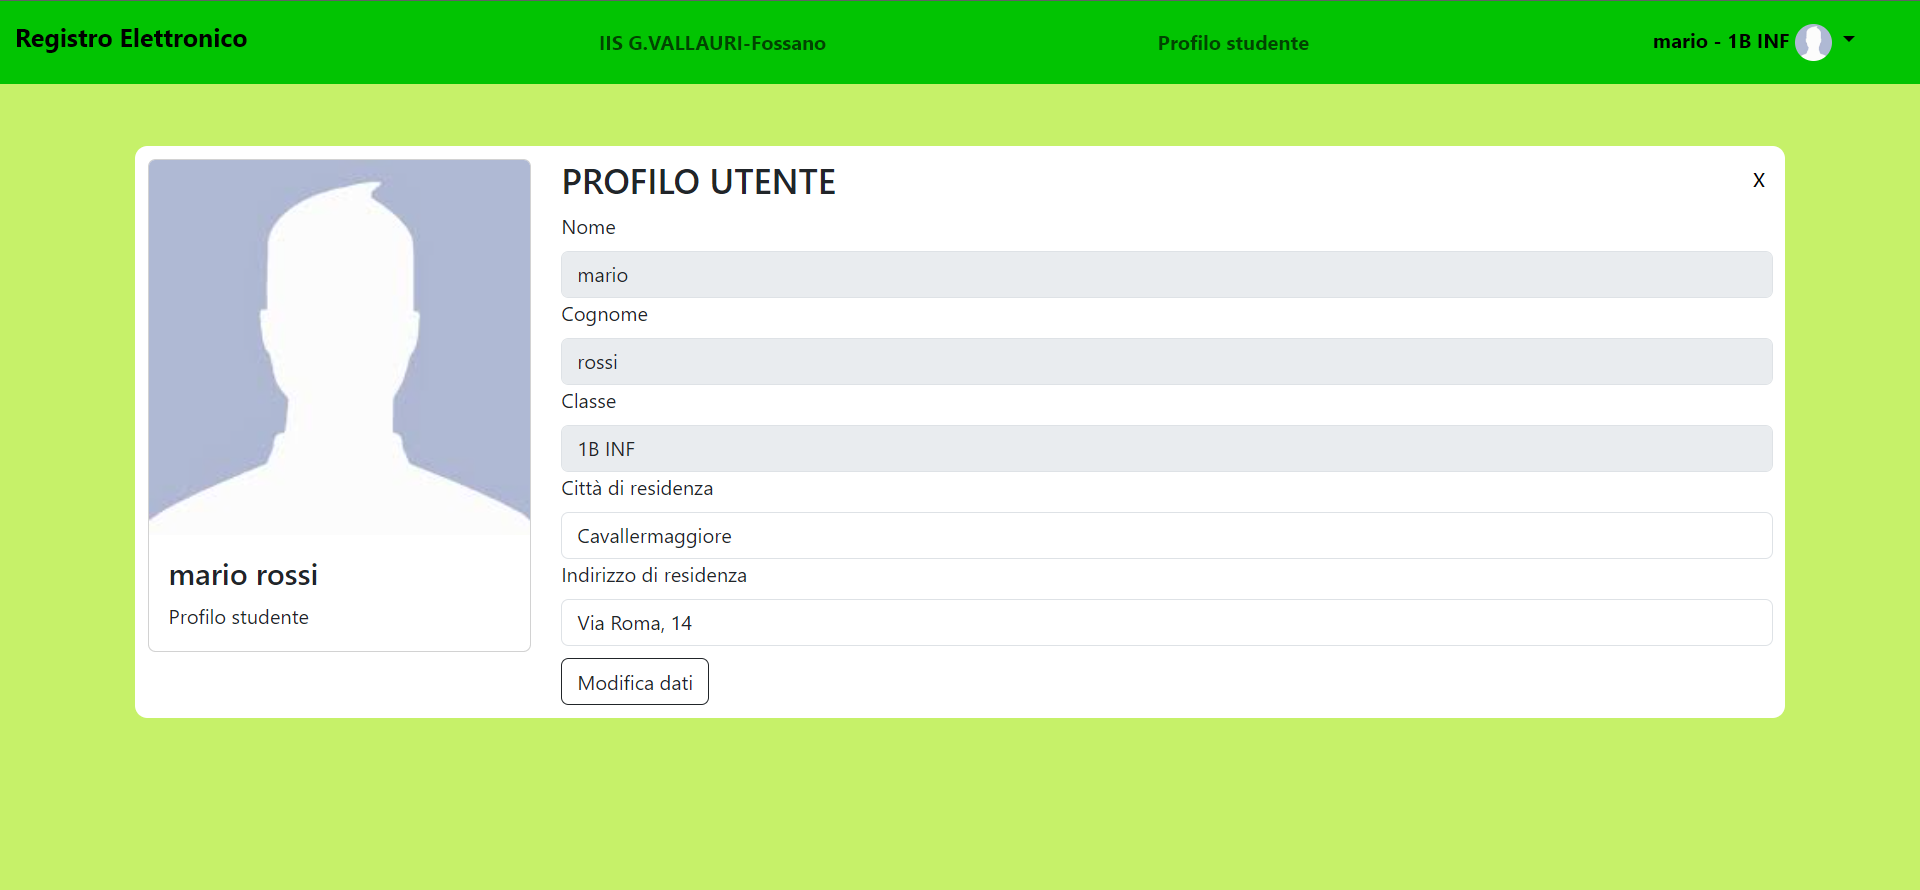 Registro Elettronico
IIS G.VALLAURI-Fossano
Profilo studente
mario - 1B INF
PROFILO UTENTE
X
Nome
mario
Cognome
rossi
Classe
1B INF
Città di residenza
Cavallermaggiore
Indirizzo di residenza
Via Roma, 14
Modifica dati
mario rossi
Profilo studente